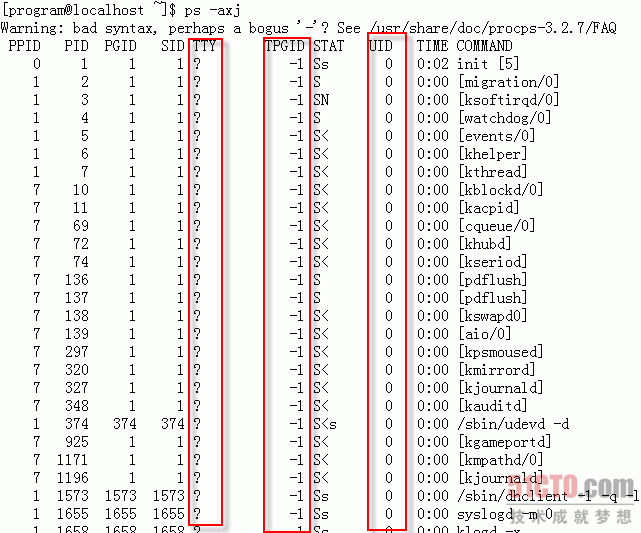 [program@localhost ~]$ ps -axj
Warning: bad syntax, perhaps a bogus '-'? See /usr/share/doc/procps-3.2.7/FAQ
PPID PID PGID SID TTY TPGID STAT UID TIME COMMAND
0 1 1 1 ? -1 Ss 0 0:02 init [5]
1 2 1 1 ? -1 S 0 0:00 [migration/0]
1 3 1 1 ? -1 SN 0 0:00 [ksoftirqd/0]
1 4 1 1 ? -1 S 0 0:00 [watchdog/0]
1 5 1 1 ? -1 S< 0 0:00 [events/0]
1 6 1 1 ? -1 S< 0 0:00 [khelper]
1 7 1 1 ? -1 S< 0 0:00 [kthread]
7 10 1 1 ? -1 S< 0 0:00 [kblockd/0]
7 11 1 1 ? -1 S< 0 0:00 [kacpid]
7 69 1 1 ? -1 S< 0 0:00 [cqueue/0]
7 72 1 1 ? -1 S< 0 0:00 [khubd]
7 74 1 1 ? -1 S< 0 0:00 [kseriod]
7 136 1 1 ? -1 S 0 0:00 [pdflush]
7 137 1 1 ? -1 S 0 0:00 [pdflush]
7 138 1 1 ? -1 S< 0 0:00 [kswapd0]
7 139 1 1 ? -1 S< 0 0:00 [aio/0]
7 297 1 1 ? -1 S< 0 0:00 [kpsmoused]
7 320 1 1 ? -1 S< 0 0:00 [kmirrord]
7 327 1 1 ? -1 S< 0 0:00 [kjournald]
7 348 1 1 ? -1 S< 0 0:00 [kauditd]
1 374 374 374 ? -1 S<s 0 0:00 /sbin/udevd -d
7 925 1 1 ? -1 S< 0 0:00 [kgameportd]
7 1171 1 1 ? -1 S< 0 0:00 [kmpathd/0]
7 1196 1 1 ? -1 S< 0 0:00 [kjournald]
1 1573 1573 1573 ? -1 Ss 0 0:00 /sbin/dhclient -1 -q -l
1 1655 1655 1655 ? -1 Ss 0 0:00 syslogd -m 0
1 1658 1658 1658 ? -1 Ss 0 0:00 klogd -x
51CTO.com
技术成就梦想